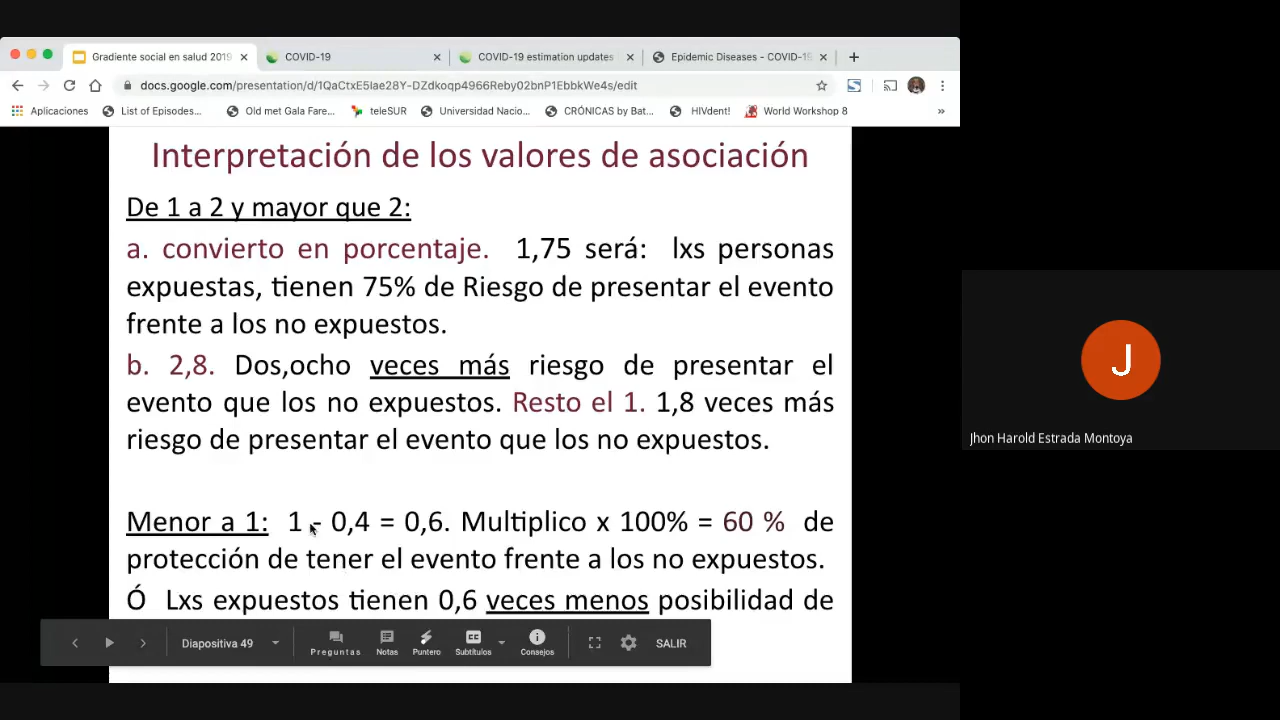 Gradiente social en salud 2019
COVID-19
COVID-19 estimation updates
Epidemic Diseases - COVID-19
docs.google.com/presentation/d/1QaCtxE5lae28Y-DZdkoqp4966Reby02bnP1EbbkWe4s/edit
Aplicaciones
List of Episodes...
Old met Gala Fare...
teleSUR
Universidad Nacio...
CRÓNICAS by Bat...
HIVdent!
World Workshop 8
»
Interpretación de los valores de asociación
De 1 a 2 y mayor que 2:
a. convierto en porcentaje. 1,75 será: lxs personas
expuestas, tienen 75% de Riesgo de presentar el evento
frente a los no expuestos.
b. 2,8. Dos,ocho veces más riesgo de presentar el
evento que los no expuestos. Resto el 1. 1,8 veces más
riesgo de presentar el evento que los no expuestos.
Menor a 1: 1 - 0,4 = 0,6. Multiplico x 100% = 60 % de
protección de tener el evento frente a los no expuestos.
Ó Lxs expuestos tienen 0,6 veces menos posibilidad de
Diapositiva 49
Preguntas
Notas
Puntero
Subtítulos
Consejos
SALIR
J
Jhon Harold Estrada Montoya